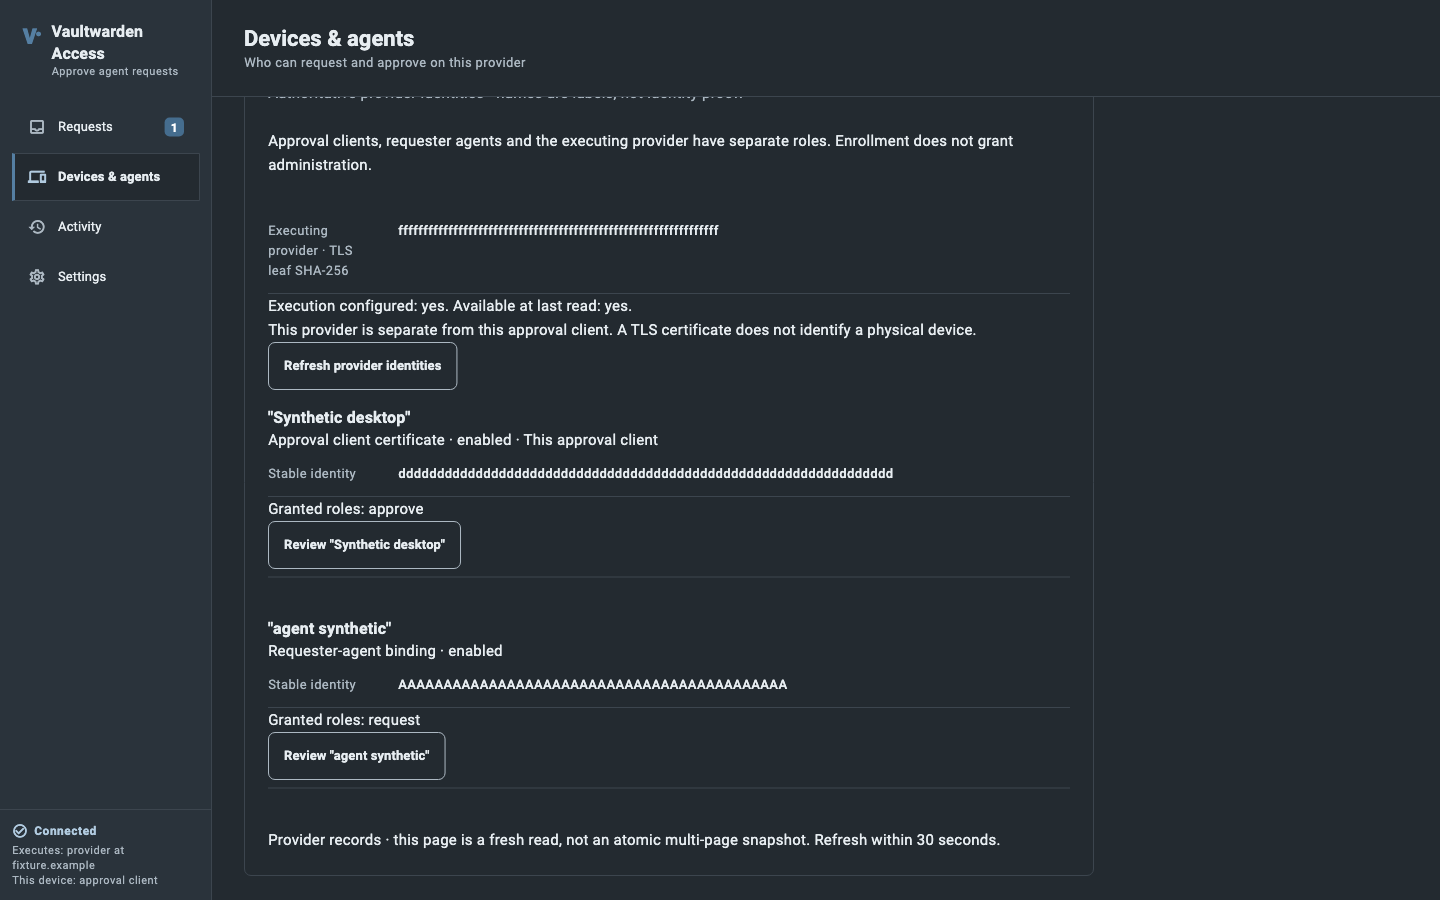 Vaultwarden
Access
Approve agent requests
Requests 1
Devices & agents
Activity
Settings
Connected
Executes: provider at
fixture.example
This device: approval client
Devices & agents
Who can request and approve on this provider
Approval clients, requester agents and the executing provider have separate roles. Enrollment does not grant
administration.
Executing
provider · TLS
leaf SHA-256
ffffffffffffffffffffffffffffffffffffffffffffffffffffffffffffffff
Execution configured: yes. Available at last read: yes.
This provider is separate from this approval client. A TLS certificate does not identify a physical device.
Refresh provider identities
"Synthetic desktop"
Approval client certificate · enabled · This approval client
Stable identity dddddddddddddddddddddddddddddddddddddddddddddddddddddddddddddddd
Granted roles: approve
Review "Synthetic desktop"
"agent synthetic"
Requester-agent binding · enabled
Stable identity AAAAAAAAAAAAAAAAAAAAAAAAAAAAAAAAAAAAAAAAAAA
Granted roles: request
Review "agent synthetic"
Provider records · this page is a fresh read, not an atomic multi-page snapshot. Refresh within 30 seconds.